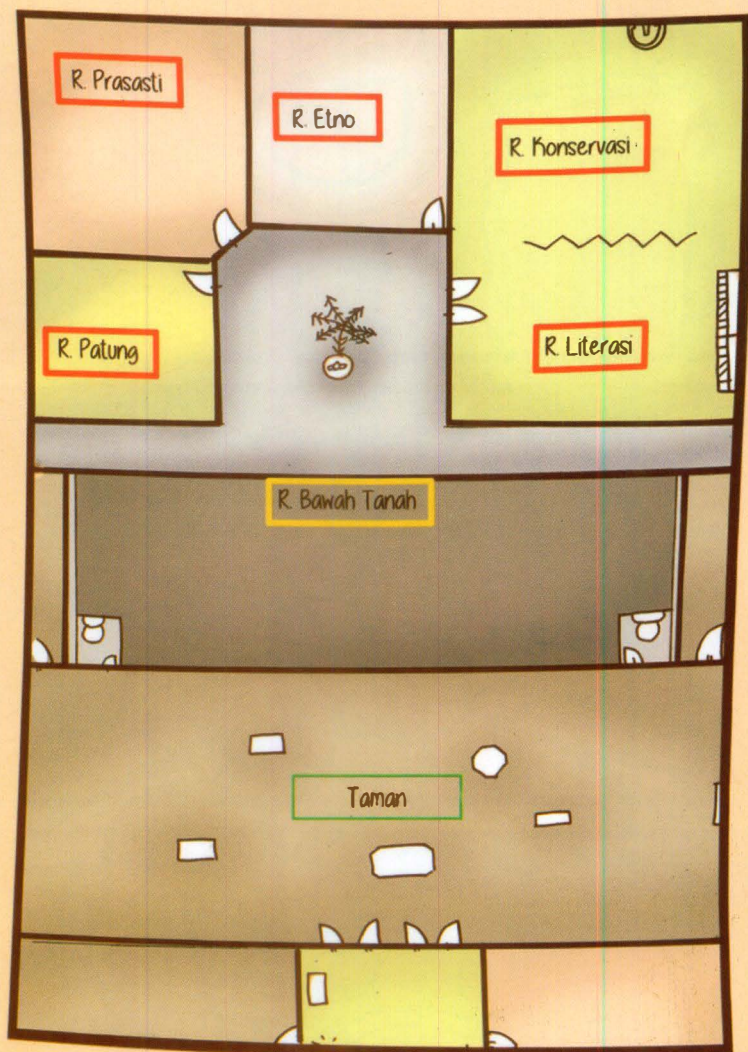 R. Prasasti
R. Etno
R. Konservasi
R. Patung
R. Literasi
R. Bawah Tanah
Taman